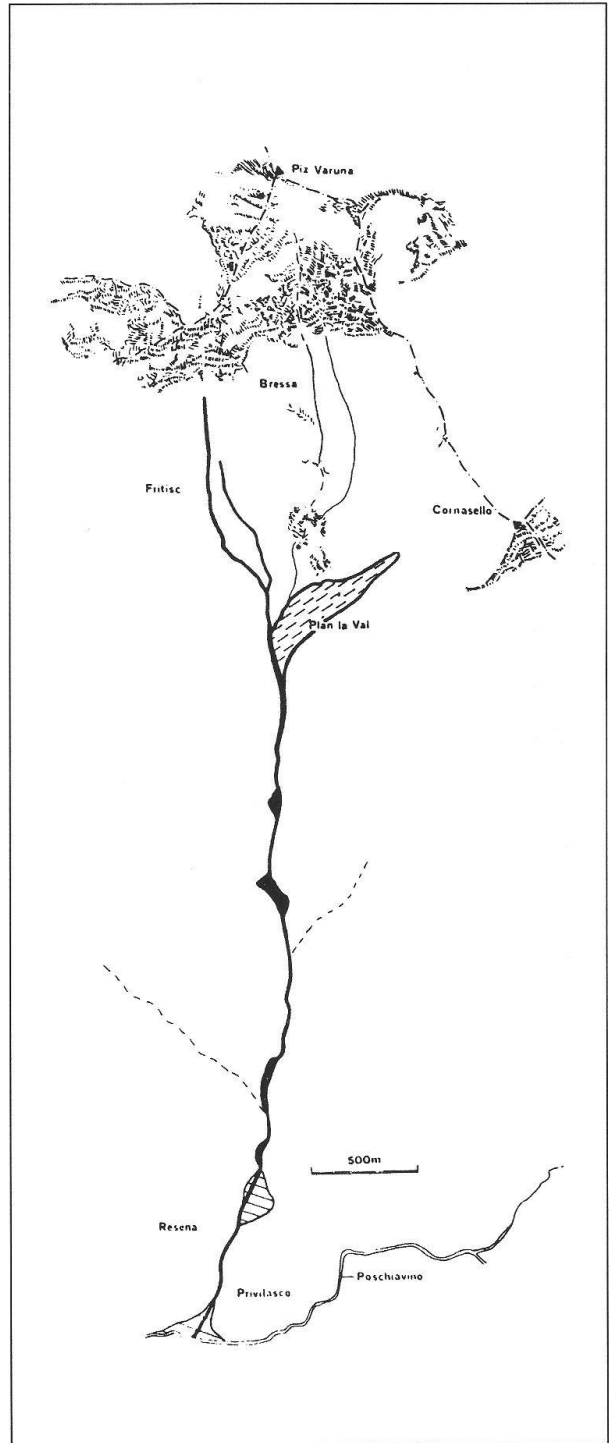 Piz Varuna
Bressa
Fritisc
Cornasello
Plan la Val
500m
Resena
Poschiavino
Privilasco